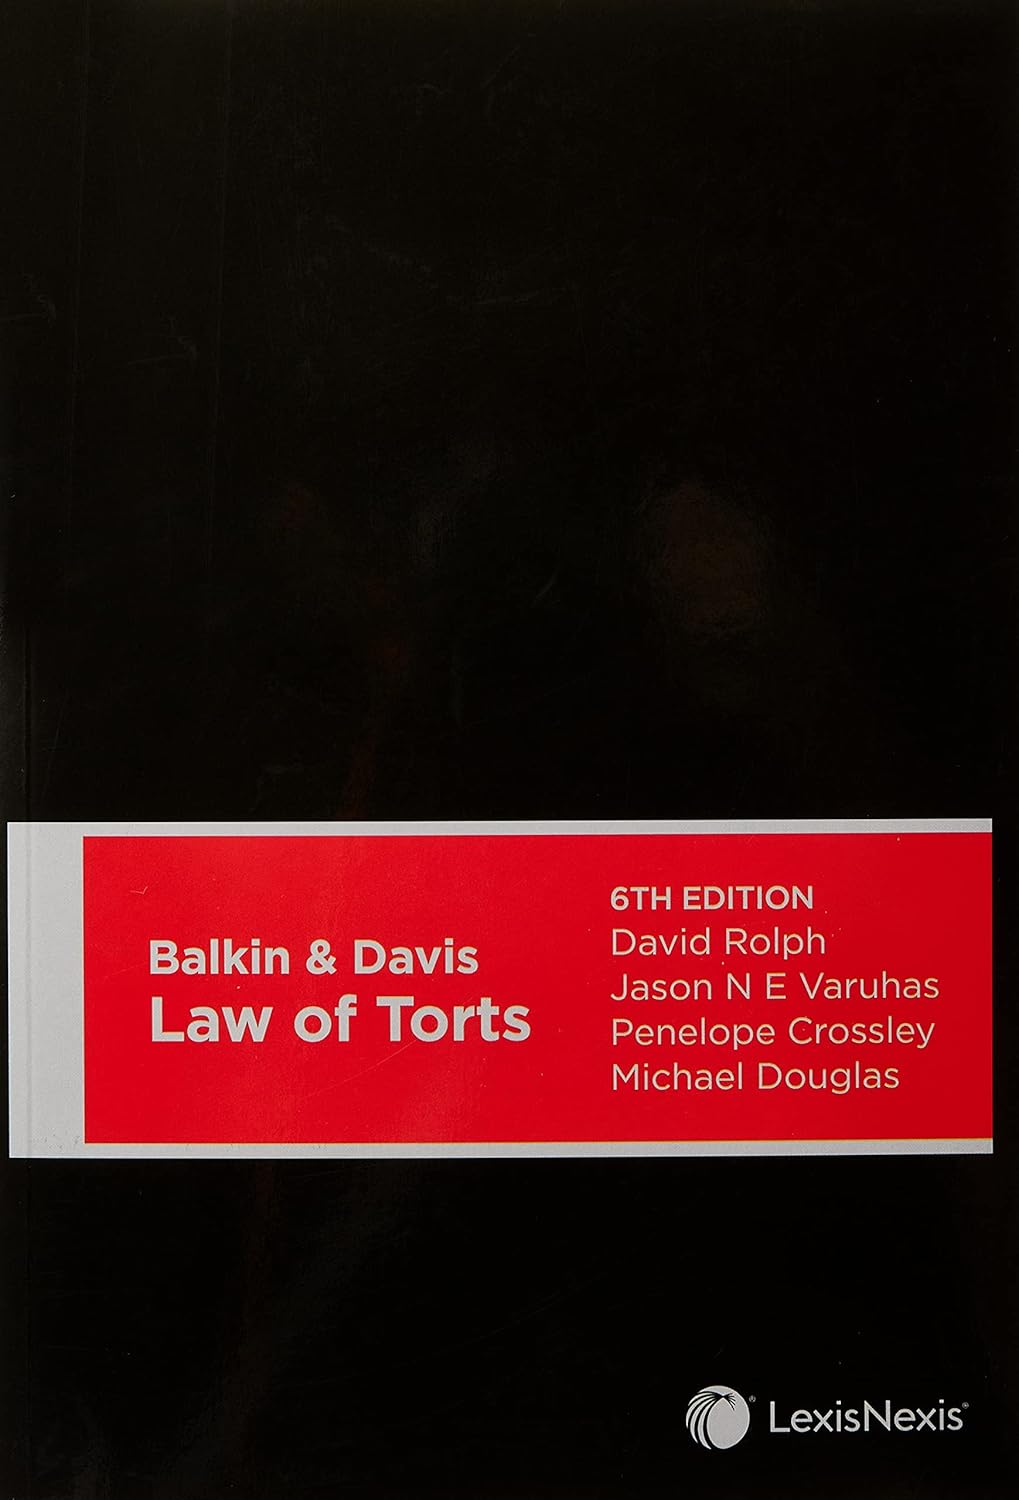 Balkin & Davis
Law of Torts
6TH EDITION
David Rolph
Jason N E Varuhas
Penelope Crossley
Michael Douglas
LexisNexis®